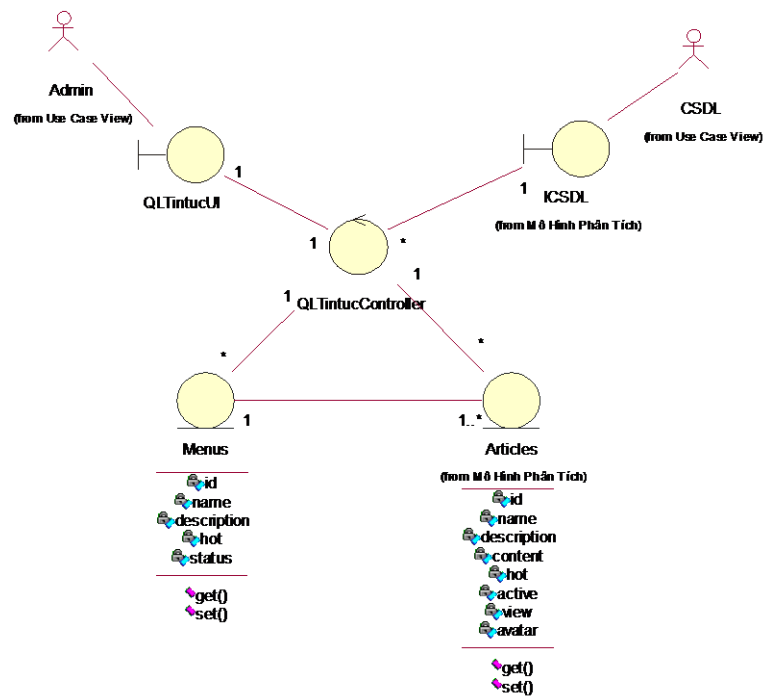 Admin
(from Use Case View)
CSDL
(from Use Case View)
QLTintucUI
1
1
ICSDL
(from Mô Hình Phân Tích)
1
*
1
1
QLTintucController
*
*
1
1..*
Menus
id
name
description
hot
status
get()
set()
Articles
(from Mô Hình Phân Tích)
id
name
description
content
hot
active
view
avatar
get()
set()